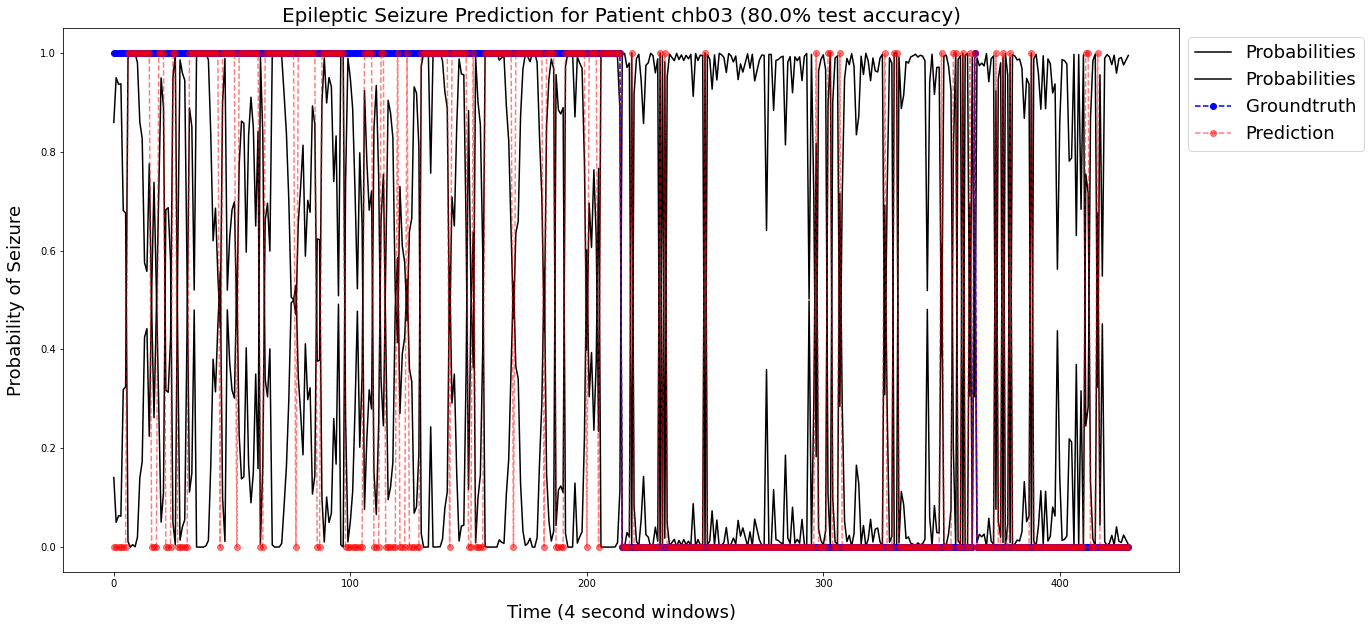 Epileptic Seizure Prediction for Patient chb03 (80.0% test accuracy)
Probabilities
Probabilities
Groundtruth
Prediction
Probability of Seizure
1.0
0.8
0.6
0.4
0.2
0.0
0
100
200
300
400
Time (4 second windows)